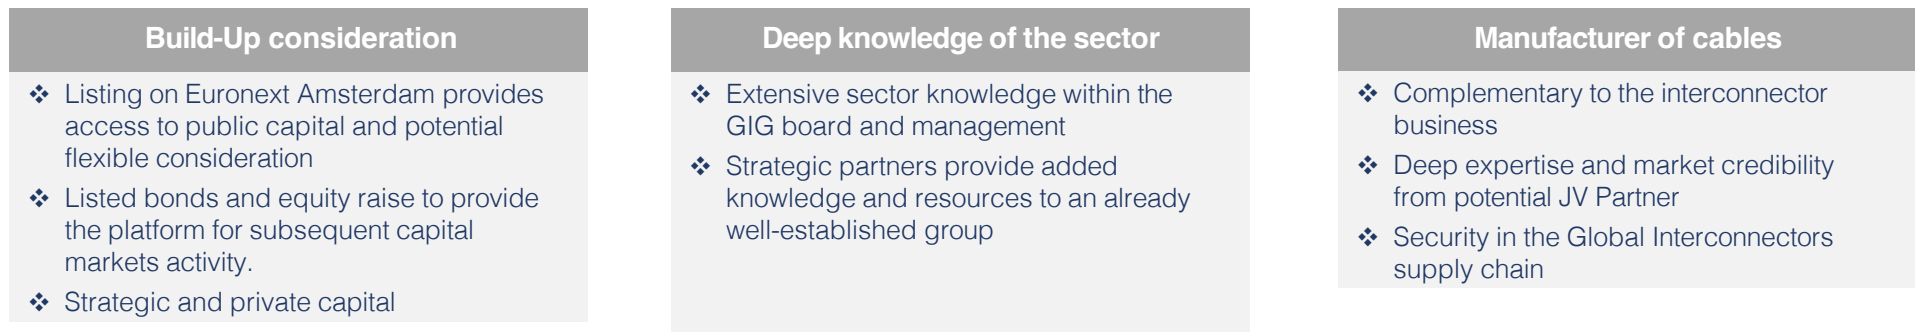 Build-Up consideration
❖ Listing on Euronext Amsterdam provides
access to public capital and potential
flexible consideration
❖ Listed bonds and equity raise to provide
the platform for subsequent capital
markets activity.
❖ Strategic and private capital
Deep knowledge of the sector
❖ Extensive sector knowledge within the
GIG board and management
❖ Strategic partners provide added
knowledge and resources to an already
well-established group
Manufacturer of cables
❖ Complementary to the interconnector
business
❖ Deep expertise and market credibility
from potential JV Partner
❖ Security in the Global Interconnectors
supply chain